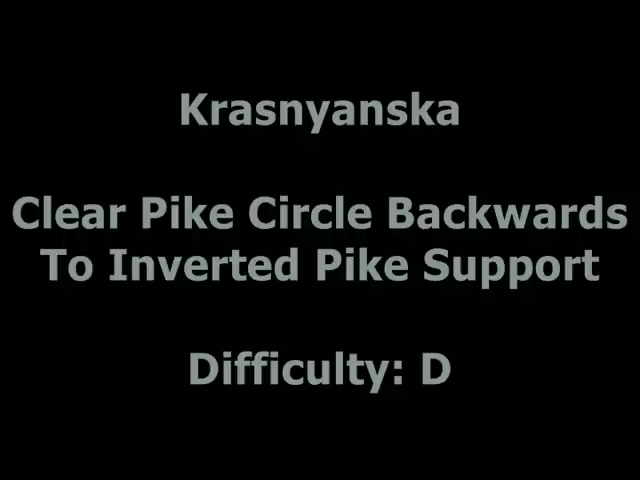 Krasnyanska
Clear Pike Circle Backwards
To Inverted Pike Support
Difficulty: D